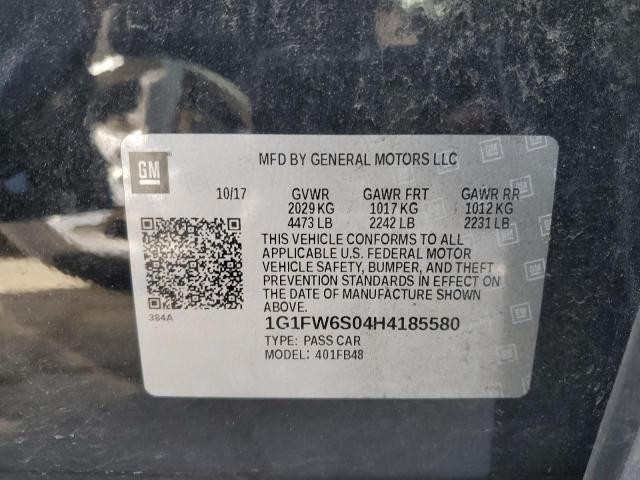 GM
MFD BY GENERAL MOTORS LLC
10/17 GVWR GAWR FRT GAWR RR
2029 KG 1017 KG 1012 KG
4473 LB 2242 LB 2231 LB
THIS VEHICLE CONFORMS TO ALL
APPLICABLE U.S. FEDERAL MOTOR
VEHICLE SAFETY, BUMPER, AND THEFT
PREVENTION STANDARDS IN EFFECT ON
THE DATE OF MANUFACTURE SHOWN
ABOVE.
384A
1G1FW6S04H4185580
TYPE: PASS CAR
MODEL: 401FB48